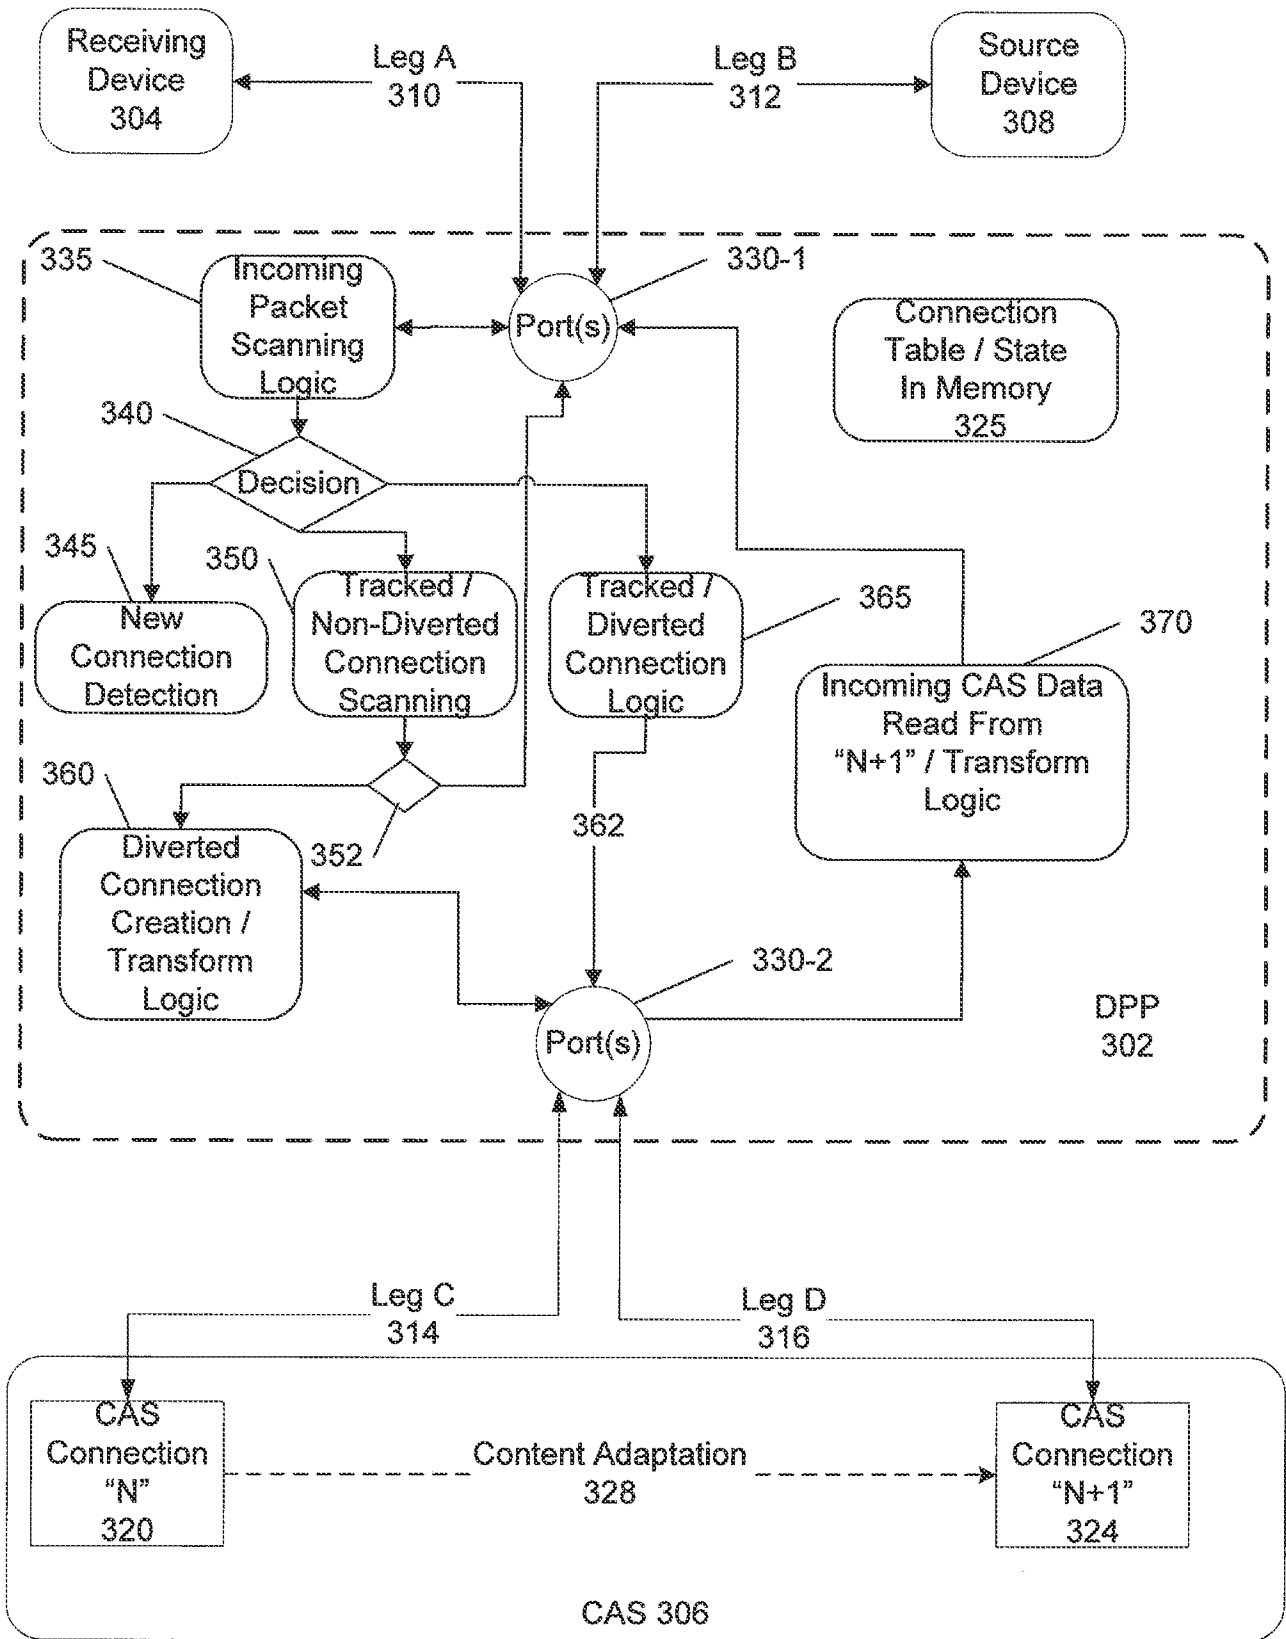 Receiving
Device
304
Leg A
310
Leg B
312
Source
Device
308
335
Incoming
Packet
Scanning
Logic
Port(s)
330-1
Connection
Table / State
In Memory
325
340
Decision
345
New
Connection
Detection
350
Tracked /
Non-Diverted
Connection
Scanning
Tracked /
Diverted
Connection
Logic
365
370
Incoming CAS Data
Read From
“N+1” / Transform
Logic
360
Diverted
Connection
Creation /
Transform
Logic
352
362
330-2
Port(s)
DPP
302
Leg C
314
Leg D
316
CAS
Connection
“N”
320
Content Adaptation
328
CAS
Connection
“N+1”
324
CAS 306